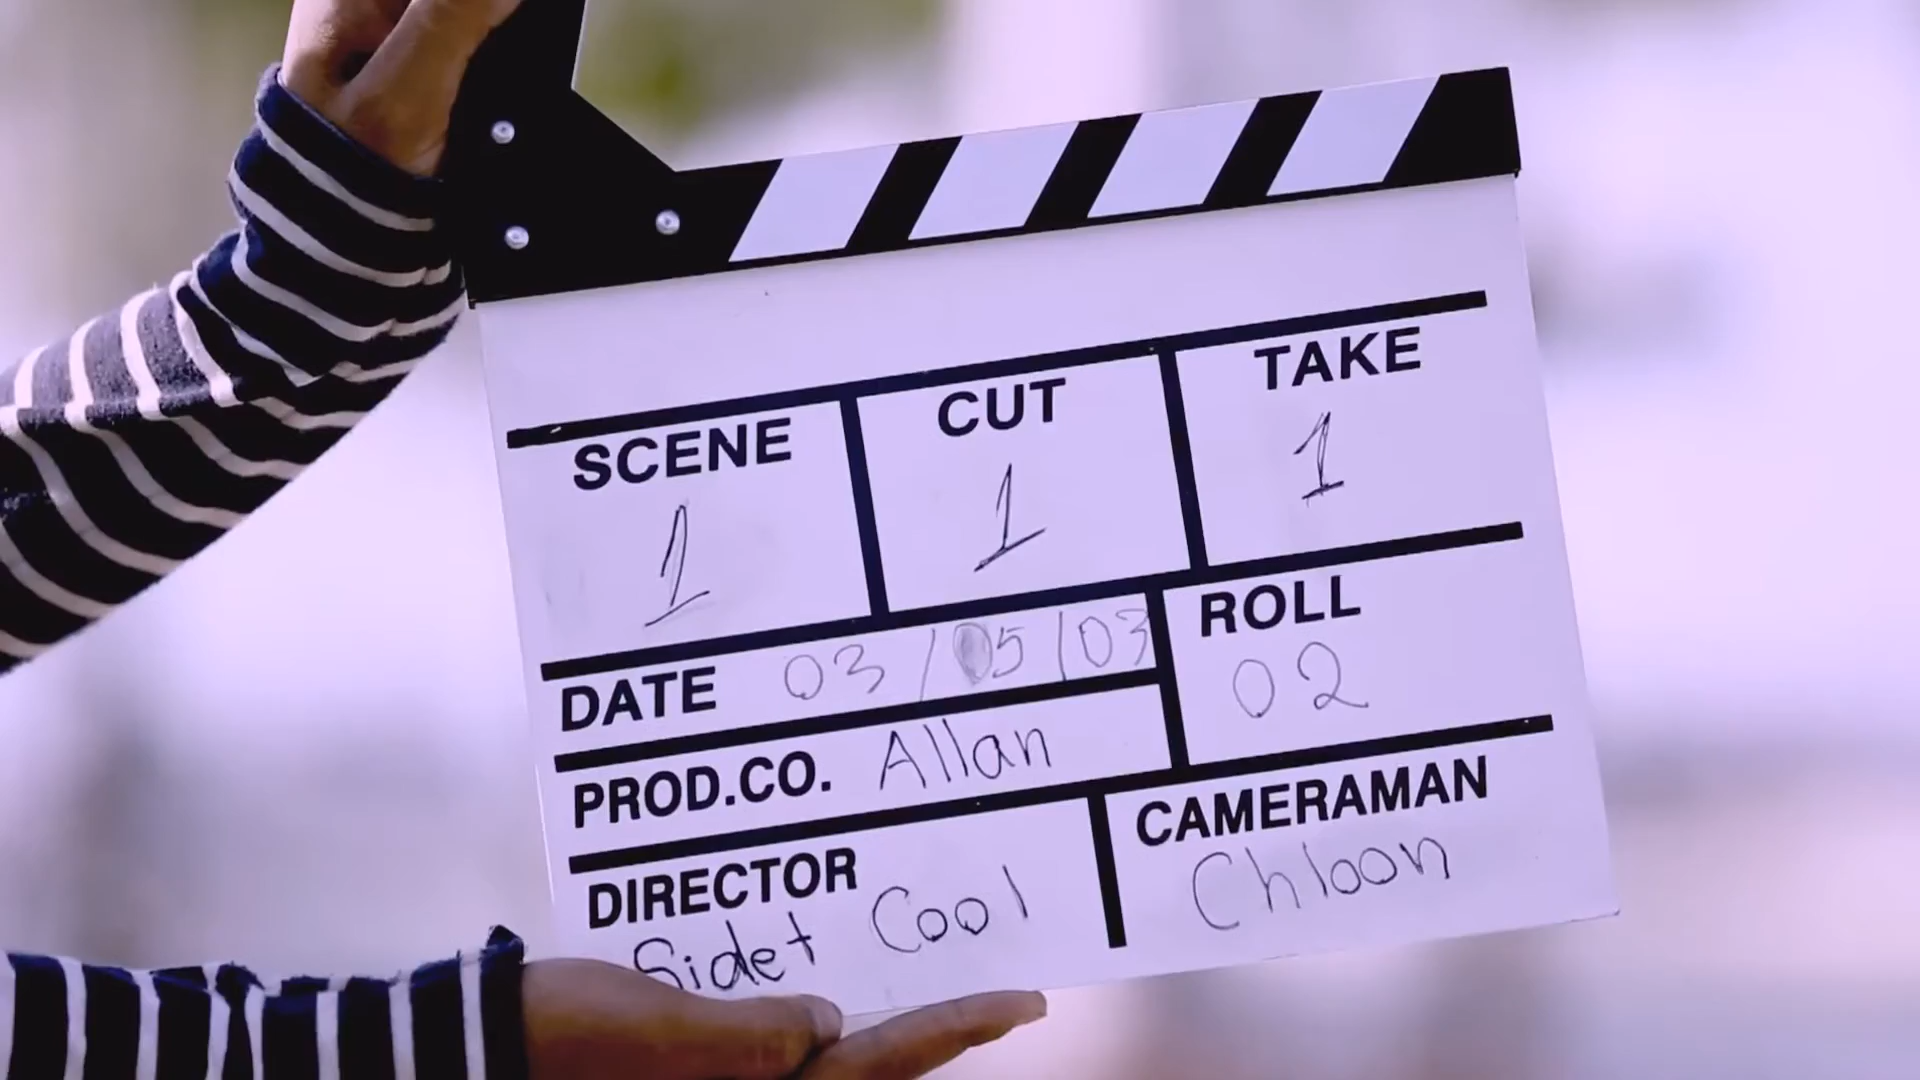 SCENE CUT TAKE
1 1 1
DATE 03/05/03 ROLL
02
PROD.CO. Allan
DIRECTOR CAMERAMAN
Sidet Cool Chloon